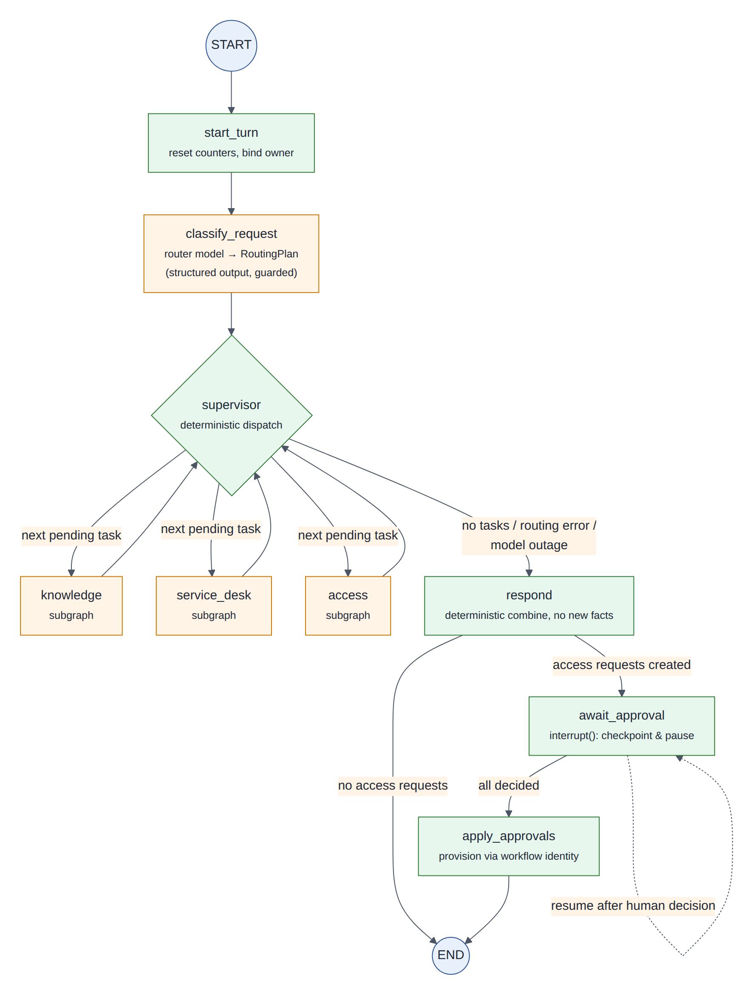 START
start_turn
reset counters, bind owner
classify_request
router model → RoutingPlan
(structured output, guarded)
supervisor
deterministic dispatch
next pending task
next pending task
next pending task
no tasks / routing error /
model outage
knowledge
subgraph
service_desk
subgraph
access
subgraph
respond
deterministic combine, no new facts
access requests created
await_approval
interrupt(): checkpoint & pause
no access requests
all decided
apply_approvals
provision via workflow identity
resume after human decision
END